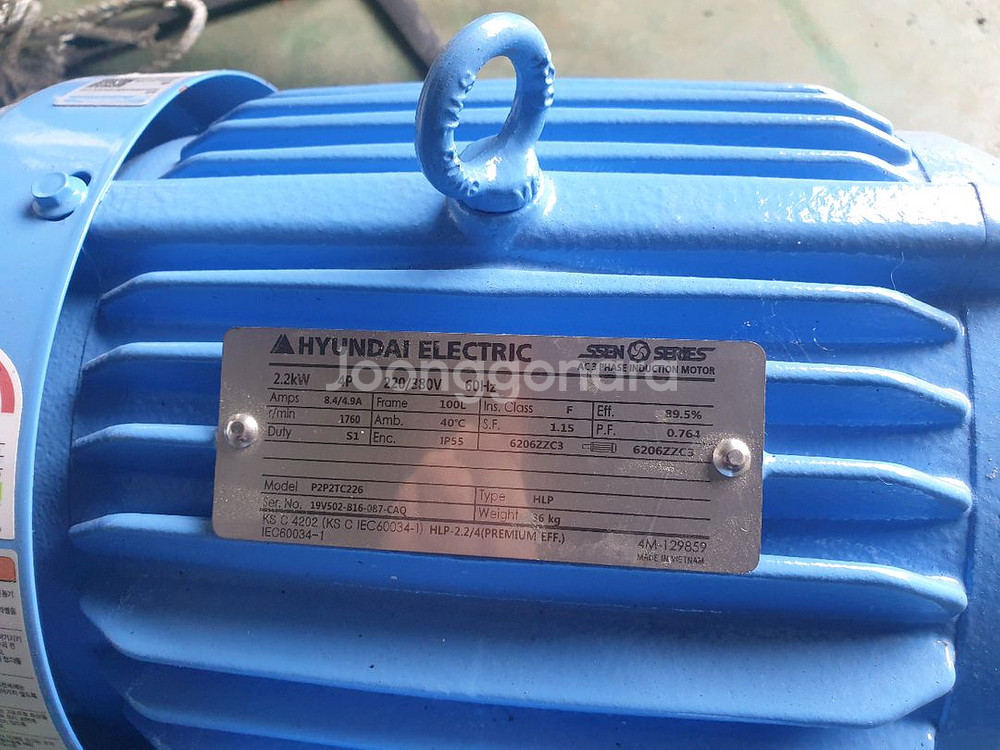 HYUNDAI ELECTRIC SSEN SERIES
AC 3 PHASE INDUCTION MOTOR
Joonggonara
2.2kW 4P 220/380V 60Hz
Amps 8.4/4.9A Frame 100L Ins. Class F Eff. 89.5%
r/min 1760 Amb. 40°C S.F. 1.15 P.F. 0.764
Duty S1 Enc. IP55 6206ZZC3 6206ZZC3
Model P2P2TC226 Type HLP
Ser. No. 19V502-B16-087-CAQ Weight 36 kg
KS C 4202 (KS C IEC60034-1) HLP-2.2/4(PREMIUM EFF.)
IEC60034-1 4M-129859
MADE IN VIETNAM